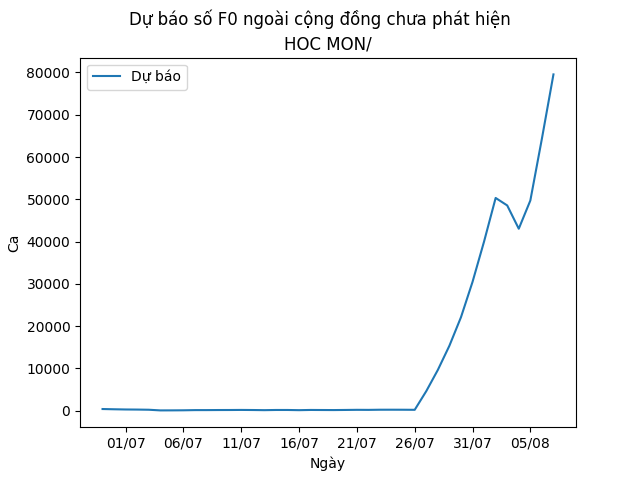 Dự báo số F0 ngoài cộng đồng chưa phát hiện
HOC MON/
Dự báo
80000
70000
60000
50000
40000
30000
20000
10000
0
Ca
01/07 06/07 11/07 16/07 21/07 26/07 31/07 05/08
Ngày